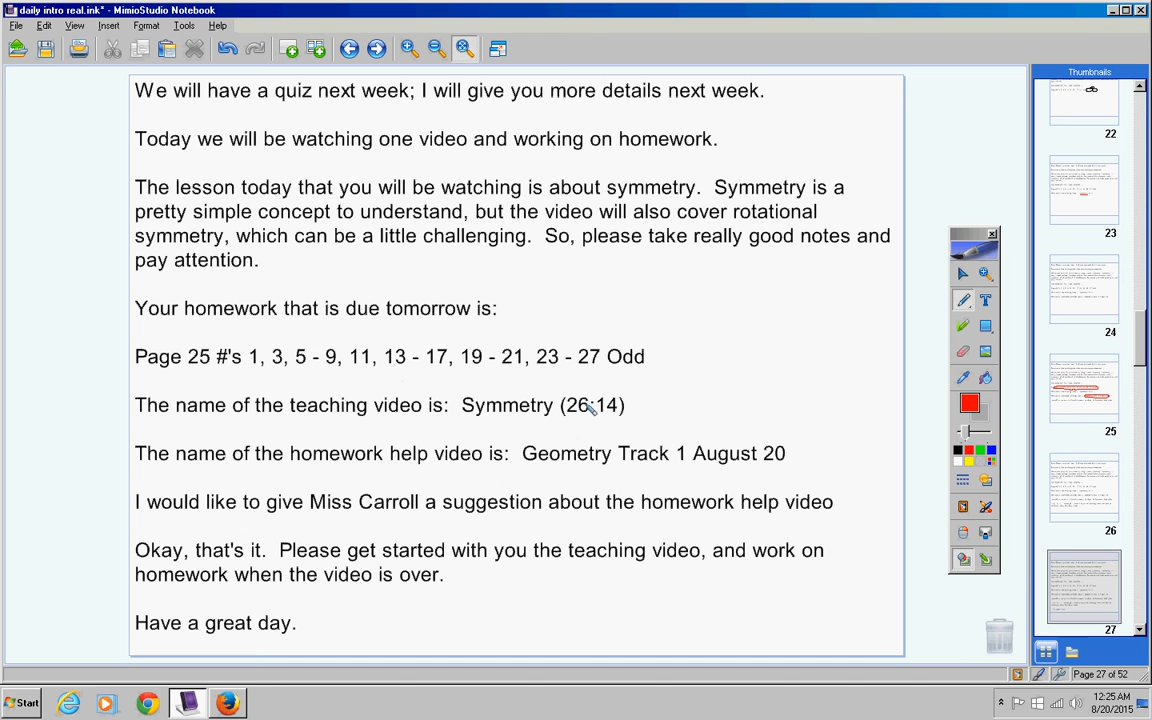 daily intro real.ink* - MimioStudio Notebook
File Edit View Insert Format Tools Help
We will have a quiz next week; I will give you more details next week.
Today we will be watching one video and working on homework.
The lesson today that you will be watching is about symmetry. Symmetry is a
pretty simple concept to understand, but the video will also cover rotational
symmetry, which can be a little challenging. So, please take really good notes and
pay attention.
Your homework that is due tomorrow is:
Page 25 #'s 1, 3, 5 - 9, 11, 13 - 17, 19 - 21, 23 - 27 Odd
The name of the teaching video is: Symmetry (26:14)
The name of the homework help video is: Geometry Track 1 August 20
I would like to give Miss Carroll a suggestion about the homework help video
Okay, that's it. Please get started with you the teaching video, and work on
homework when the video is over.
Have a great day.
Thumbnails
22
23
24
25
26
27
Page 27 of 52
Start
12:25 AM
8/20/2015